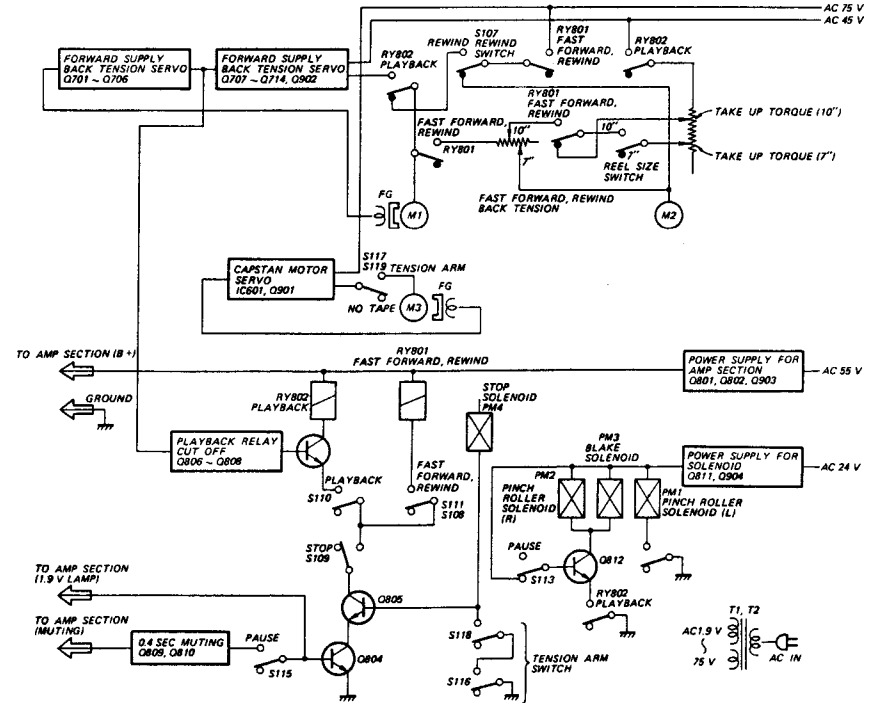 AC 75 V
AC 45 V
FORWARD SUPPLY
BACK TENSION SERVO
Q701 ~ Q706
FORWARD SUPPLY
BACK TENSION SERVO
Q707 ~ Q714, Q902
RY802
PLAYBACK
REWIND
S107
REWIND
SWITCH
RY801
FAST
FORWARD,
REWIND
RY802
PLAYBACK
RY801
FAST FORWARD,
REWIND
FAST FORWARD,
REWIND
RY801
10"
7"
10"
7"
REEL SIZE
SWITCH
TAKE UP TORQUE (10")
TAKE UP TORQUE (7")
FAST FORWARD, REWIND
BACK TENSION
FG
M1
M2
CAPSTAN MOTOR
SERVO
IC601, Q901
S117
S119
TENSION ARM
NO TAPE
M3
FG
TO AMP SECTION (B +)
GROUND
RY801
FAST FORWARD, REWIND
RY802
PLAYBACK
POWER SUPPLY FOR
AMP SECTION
Q801, Q802, Q903
AC 55 V
STOP
SOLENOID
PM4
PLAYBACK RELAY
CUT OFF
Q806 ~ Q808
PLAYBACK
S110
FAST
FORWARD,
REWIND
S111
S108
PM3
BLAKE
SOLENOID
POWER SUPPLY FOR
SOLENOID
Q811, Q904
AC 24 V
PM2
PINCH
ROLLER
SOLENOID
(R)
PM1
PINCH ROLLER
SOLENOID (L)
STOP
S109
PAUSE
S113
Q812
RY802
PLAYBACK
TO AMP SECTION
(1.9 V LAMP)
TO AMP SECTION
(MUTING)
0.4 SEC MUTING
Q809, Q810
PAUSE
S115
Q805
Q804
S118
S116
TENSION ARM
SWITCH
T1, T2
AC1.9 V
~
75 V
AC IN